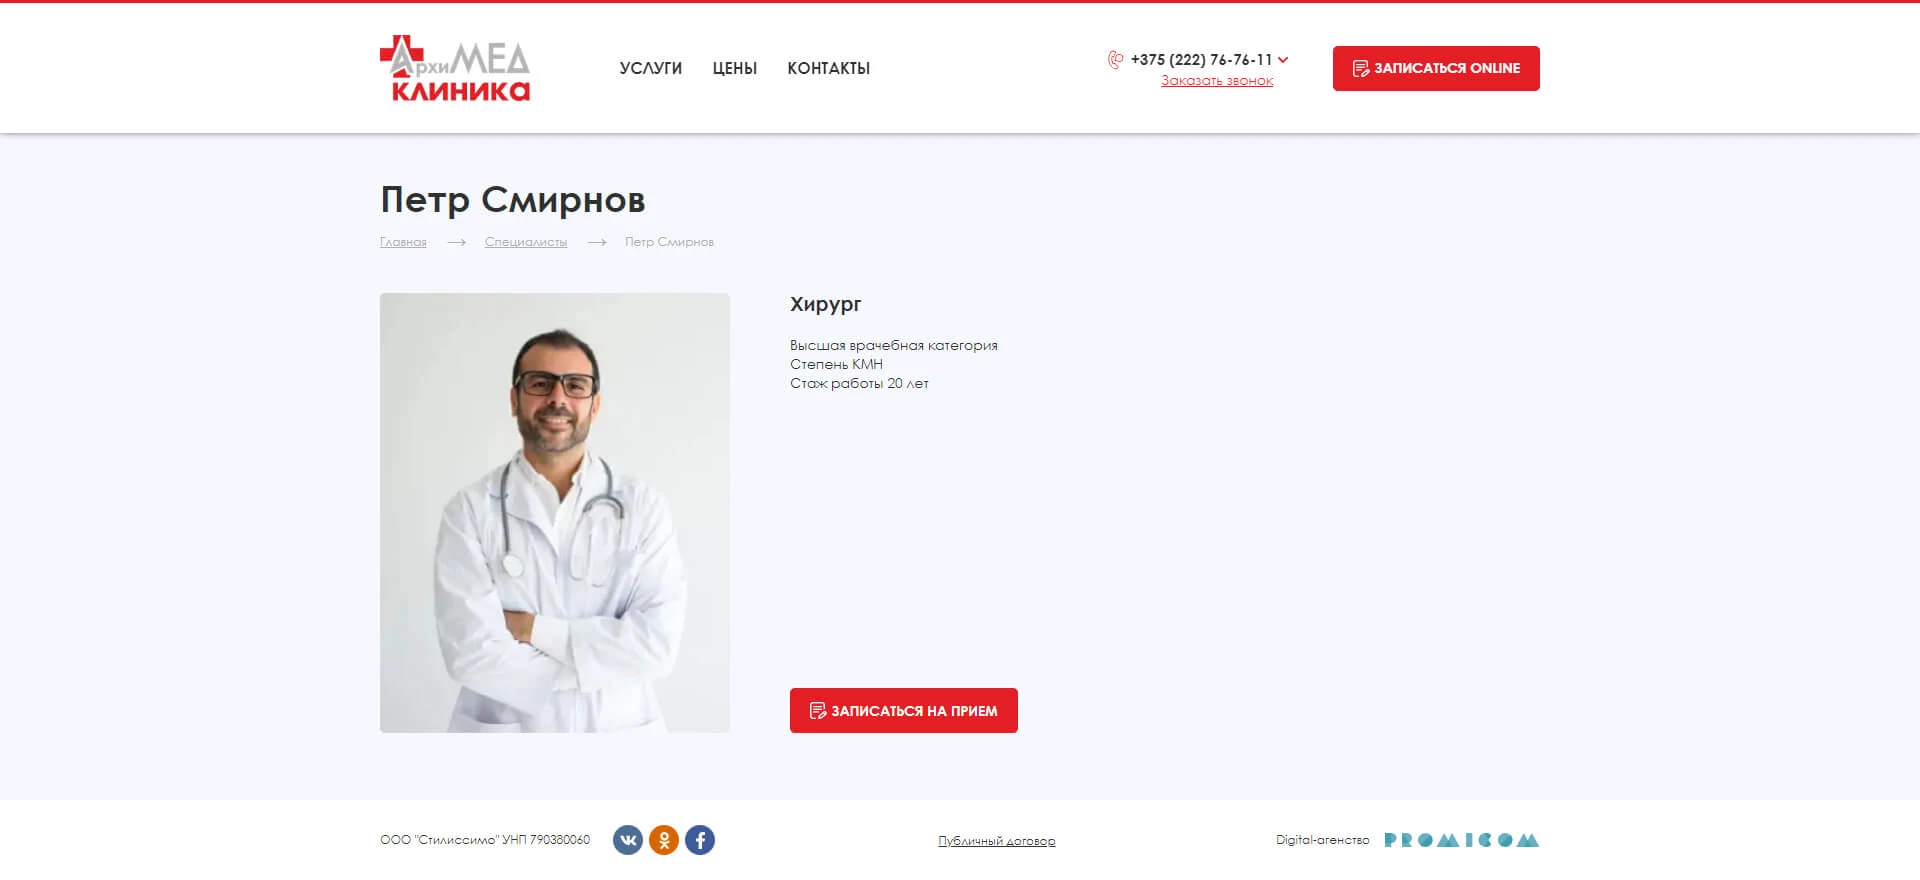 АрхиМЕД
клиника
УСЛУГИ
ЦЕНЫ
КОНТАКТЫ
+375 (222) 76-76-11
Заказать звонок
ЗАПИСАТЬСЯ ONLINE
Петр Смирнов
Главная
Специалисты
Петр Смирнов
Хирург
Высшая врачебная категория
Степень КМН
Стаж работы 20 лет
ЗАПИСАТЬСЯ НА ПРИЕМ
ООО "Стилиссимо" УНП 790380060
Публичный договор
Digital-агенство
PROMICOM